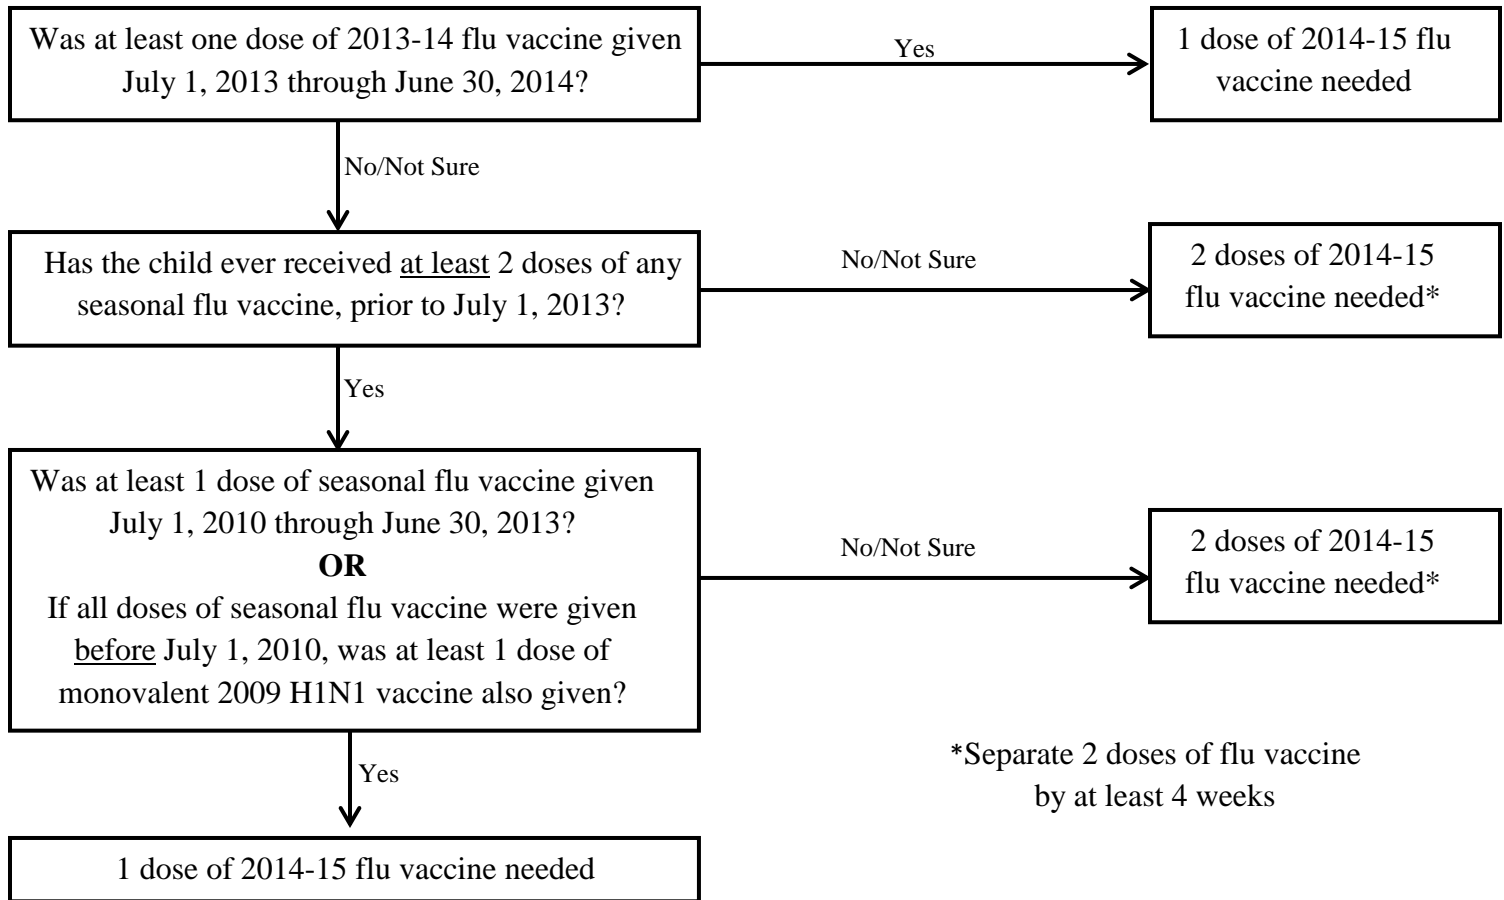 Was at least one dose of 2013-14 flu vaccine given
July 1, 2013 through June 30, 2014?
Yes
1 dose of 2014-15 flu
vaccine needed
No/Not Sure
Has the child ever received at least 2 doses of any
seasonal flu vaccine, prior to July 1, 2013?
No/Not Sure
2 doses of 2014-15
flu vaccine needed*
Yes
Was at least 1 dose of seasonal flu vaccine given
July 1, 2010 through June 30, 2013?
OR
If all doses of seasonal flu vaccine were given
before July 1, 2010, was at least 1 dose of
monovalent 2009 H1N1 vaccine also given?
No/Not Sure
2 doses of 2014-15
flu vaccine needed*
Yes
*Separate 2 doses of flu vaccine
by at least 4 weeks
1 dose of 2014-15 flu vaccine needed